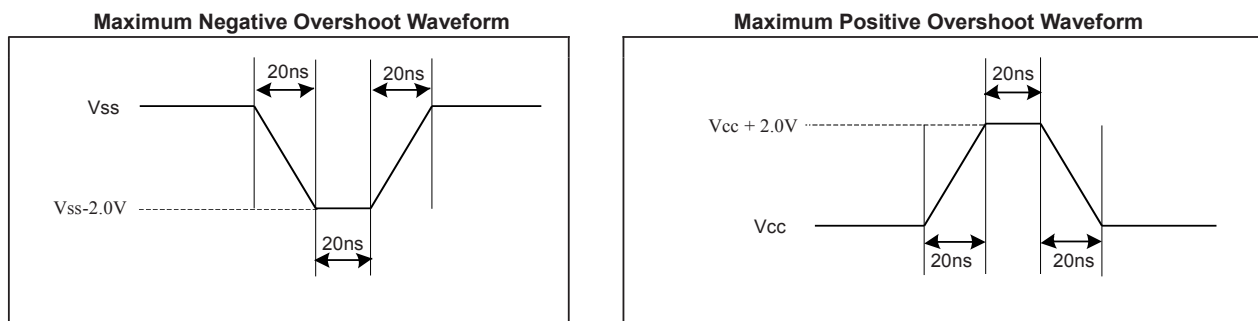 Maximum Negative Overshoot Waveform
20ns
20ns
Vss
Vss-2.0V
20ns
Maximum Positive Overshoot Waveform
20ns
Vcc + 2.0V
Vcc
20ns
20ns